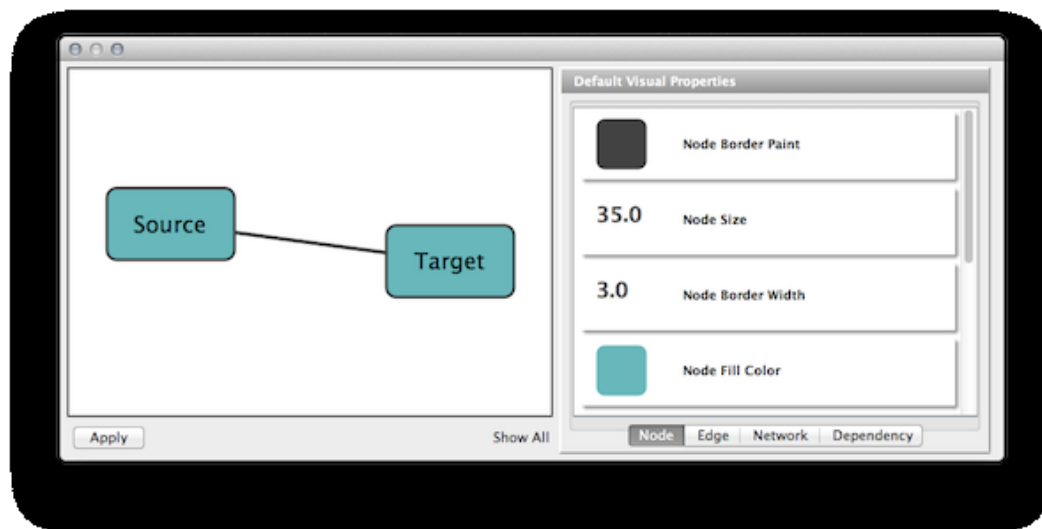 Default Visual Properties
Source
Target
Node Border Paint
35.0 Node Size
3.0 Node Border Width
Node Fill Color
Apply
Show All
Node Edge Network Dependency